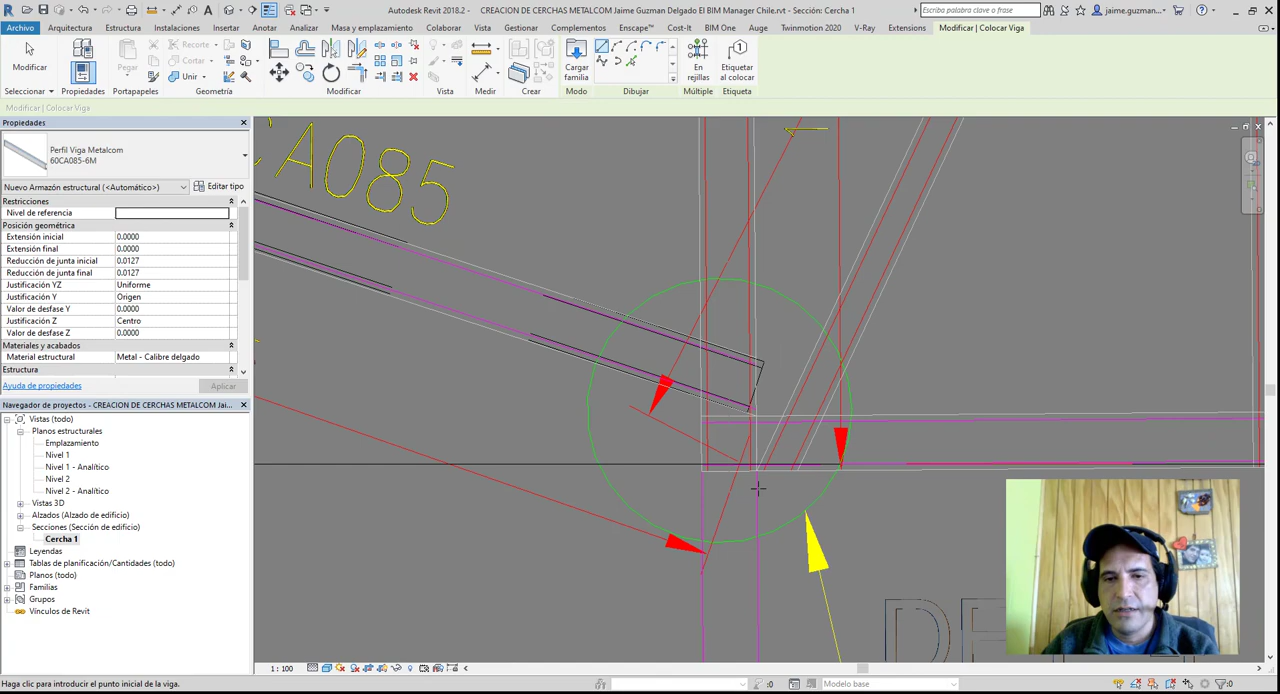 Autodesk Revit 2018.2 - CREACION DE CERCHAS METALCOM Jaime Guzman Delgado El BIM Manager Chile.rvt - Sección: Cercha 1
jaime.guzman...
Archivo Arquitectura Estructura Instalaciones Insertar Anotar Analizar Masa y emplazamiento Colaborar Vista Gestionar Complementos Enscape™ Cost-It BIM One Auge Twinmotion 2020 V-Ray Extensions Modificar | Colocar Viga
Modificar
Propiedades
Pegar
Recorte
Cortar
Unir
Cargar
familia
En
rejillas
Etiquetar
al colocar
Seleccionar Propiedades Portapapeles Geometría Modificar Vista Medir Crear Modo Dibujar Múltiple Etiqueta
Modificar | Colocar Viga
Propiedades
Perfil Viga Metalcom
60CA085-6M
Nuevo Armazón estructural (<Automático>)
Editar tipo
Restricciones
Nivel de referencia
Posición geométrica
Extensión inicial 0.0000
Extensión final 0.0000
Reducción de junta inicial 0.0127
Reducción de junta final 0.0127
Justificación YZ Uniforme
Justificación Y Origen
Valor de desfase Y 0.0000
Justificación Z Centro
Valor de desfase Z 0.0000
Materiales y acabados
Material estructural Metal - Calibre delgado
Estructura
Ayuda de propiedades
Aplicar
Navegador de proyectos - CREACION DE CERCHAS METALCOM Jai...
Vistas (todo)
Planos estructurales
Emplazamiento
Nivel 1
Nivel 1 - Analítico
Nivel 2
Nivel 2 - Analítico
Vistas 3D
Alzados (Alzado de edificio)
Secciones (Sección de edificio)
Cercha 1
Leyendas
Tablas de planificación/Cantidades (todo)
Planos (todo)
Familias
Grupos
Vínculos de Revit
A085
1 : 100
Haga clic para introducir el punto inicial de la viga.
:0
Modelo base
:0